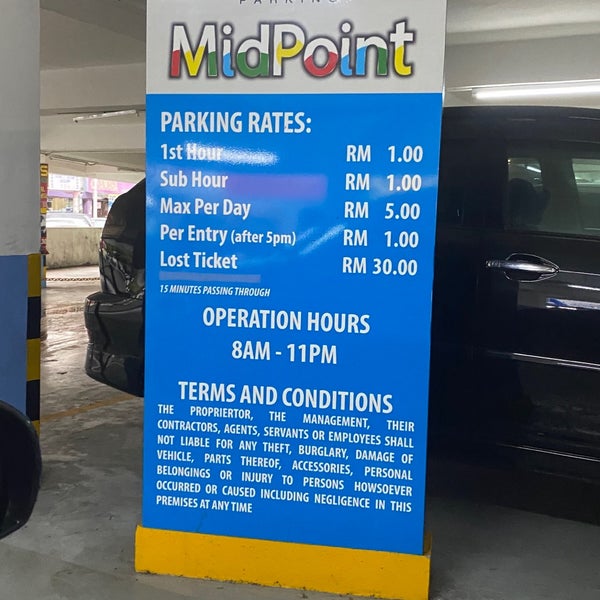 PARKING
MidPoint
PARKING RATES:
1st Hour RM 1.00
Sub Hour RM 1.00
Max Per Day RM 5.00
Per Entry (after 5pm) RM 1.00
Lost Ticket RM 30.00
15 MINUTES PASSING THROUGH
OPERATION HOURS
8AM - 11PM
TERMS AND CONDITIONS
THE PROPRIERTOR, THE MANAGEMENT, THEIR
CONTRACTORS, AGENTS, SERVANTS OR EMPLOYEES SHALL
NOT LIABLE FOR ANY THEFT, BURGLARY, DAMAGE OF
VEHICLE, PARTS THEREOF, ACCESSORIES, PERSONAL
BELONGINGS OR INJURY TO PERSONS HOWSOEVER
OCCURRED OR CAUSED INCLUDING NEGLIGENCE IN THIS
PREMISES AT ANY TIME